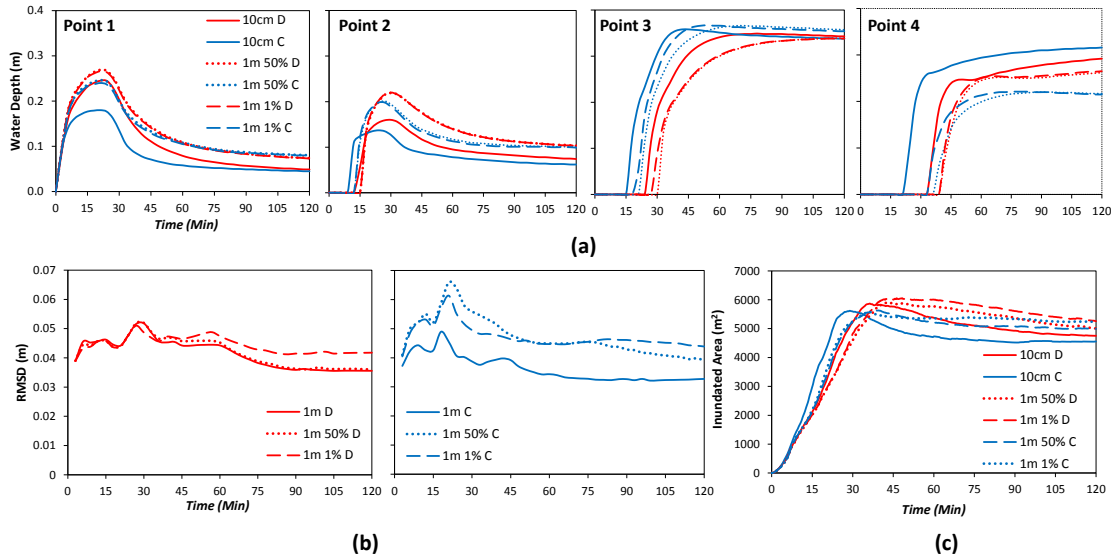 Point 1
Point 2
Point 3
Point 4
0.4
0.3
0.2
0.1
0.0
Water Depth (m)
10cm D
10cm C
1m 50% D
1m 50% C
1m 1% D
1m 1% C
0 15 30 45 60 75 90 105 120
0 15 30 45 60 75 90 105 120
0 15 30 45 60 75 90 105 120
0 15 30 45 60 75 90 105 120
Time (Min)
(a)
0.07
0.06
0.05
0.04
0.03
0.02
0.01
0
RMSD (m)
1m D
1m 50% D
1m 1% D
0 15 30 45 60 75 90 105 120
Time (Min)
1m C
1m 50% C
1m 1% C
0 15 30 45 60 75 90 105 120
(b)
7000
6000
5000
4000
3000
2000
1000
0
Inundated Area (m²)
10cm D
10cm C
1m 50% D
1m 1% D
1m 50% C
1m 1% C
0 15 30 45 60 75 90 105 120
Time (Min)
(c)